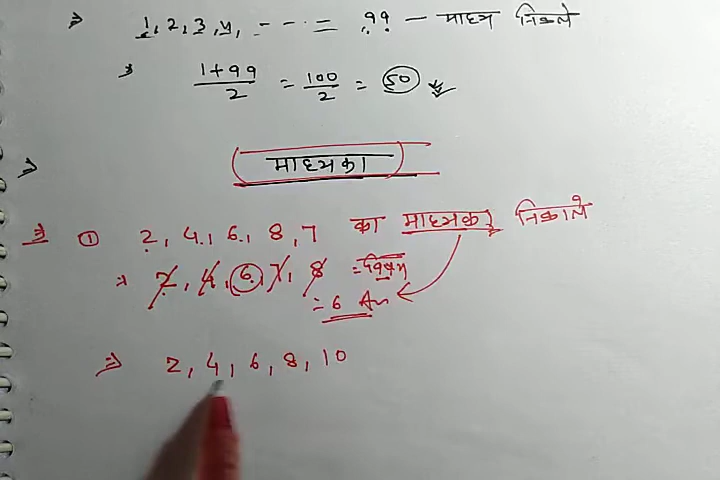 ⇒ 1, 2, 3, 4, - - - - = 99 - माध्य निकाले
⇒ 1+99/2 = 100/2 = 50
⇒ माध्यका
⇒ ① 2, 4, 6, 8, 7 का माध्यका निकाले
⇒ 2, 4, 6, 7, 8 = विषम
= 6 Ans
⇒ 2, 4, 6, 8, 10